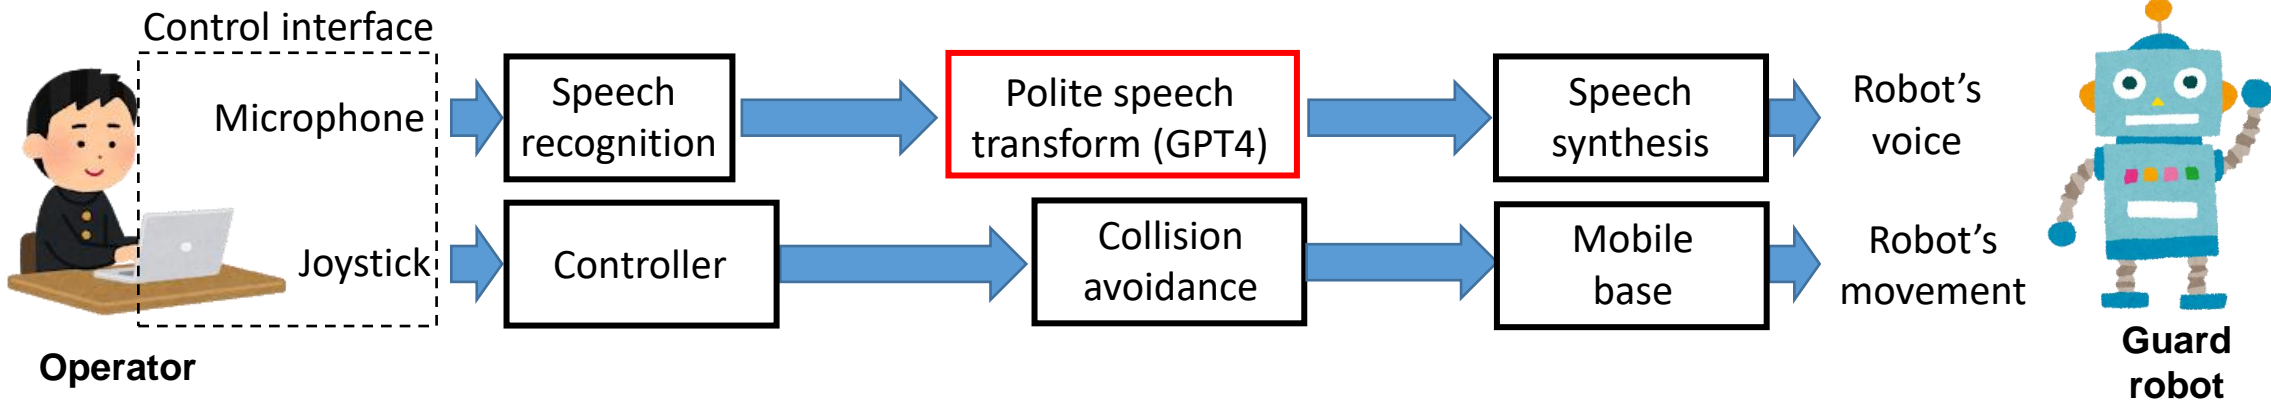 Control interface
Microphone
Speech
recognition
Polite speech
transform (GPT4)
Speech
synthesis
Robot's
voice
Joystick
Controller
Collision
avoidance
Mobile
base
Robot's
movement
Operator
Guard
robot